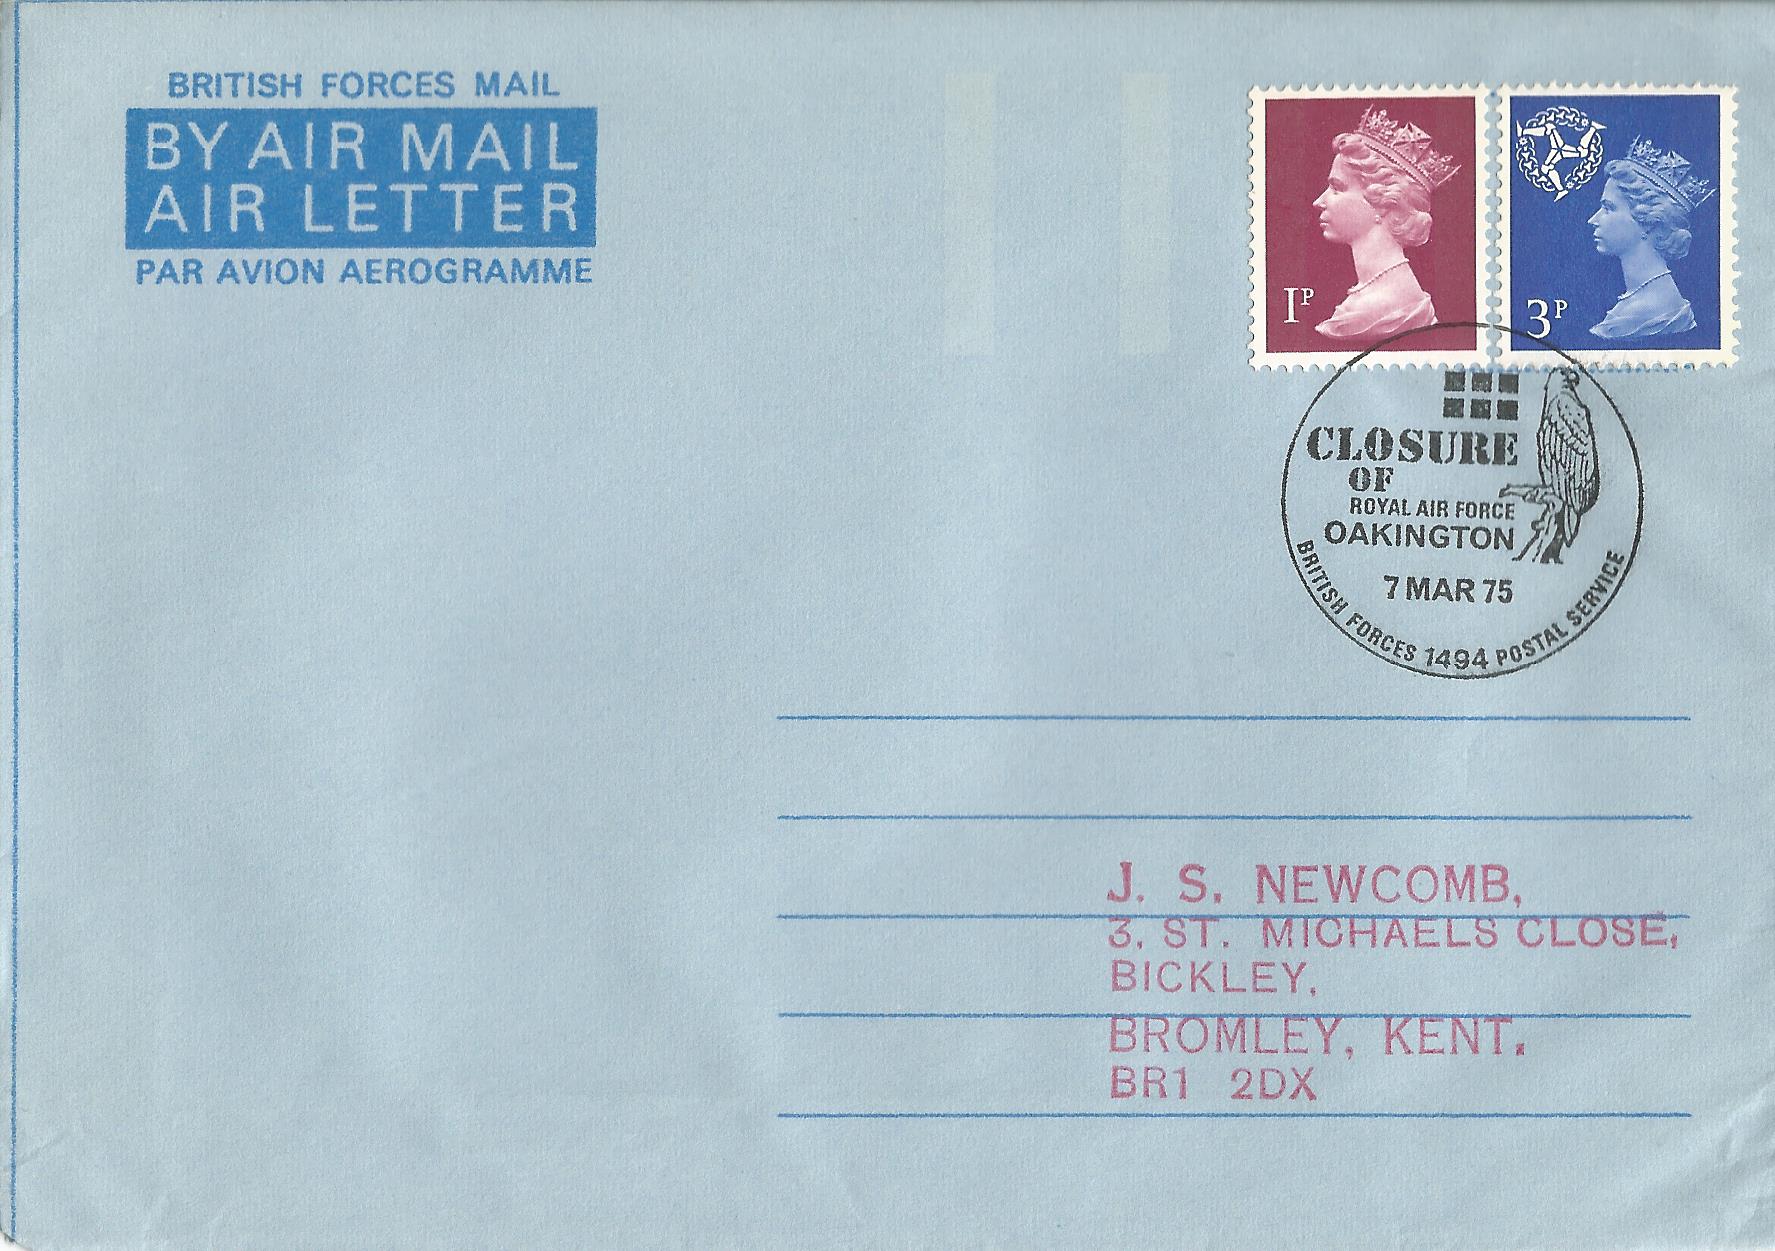 BRITISH FORCES MAIL
BY AIR MAIL
AIR LETTER
PAR AVION AEROGRAMME
1P
3P
CLOSURE
OF
ROYAL AIR FORCE
OAKINGTON
7 MAR 75
BRITISH FORCES 1494 POSTAL SERVICE
J. S. NEWCOMB,
3, ST. MICHAELS CLOSE,
BICKLEY,
BROMLEY, KENT.
BR1 2DX